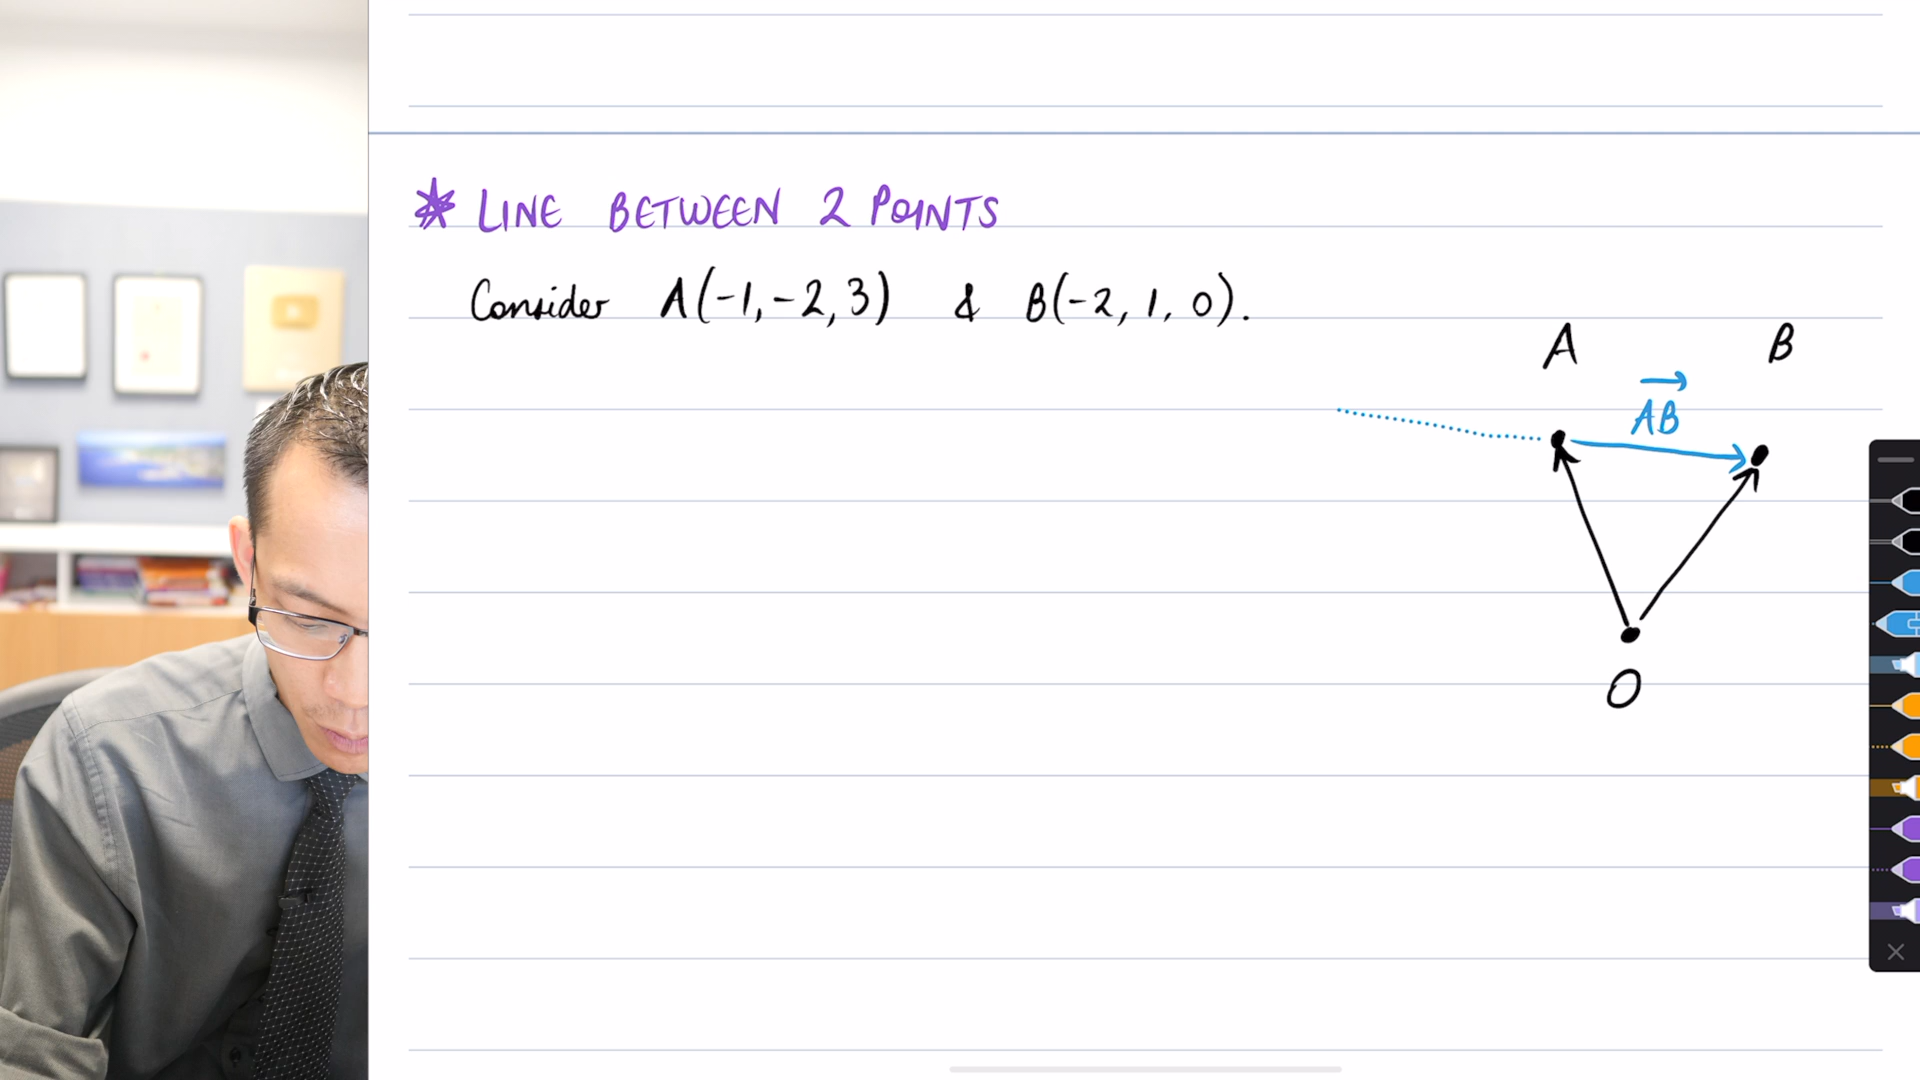 * LINE BETWEEN 2 POINTS
Consider A(-1,-2,3) & B(-2, 1, 0).
A
B
AB
O